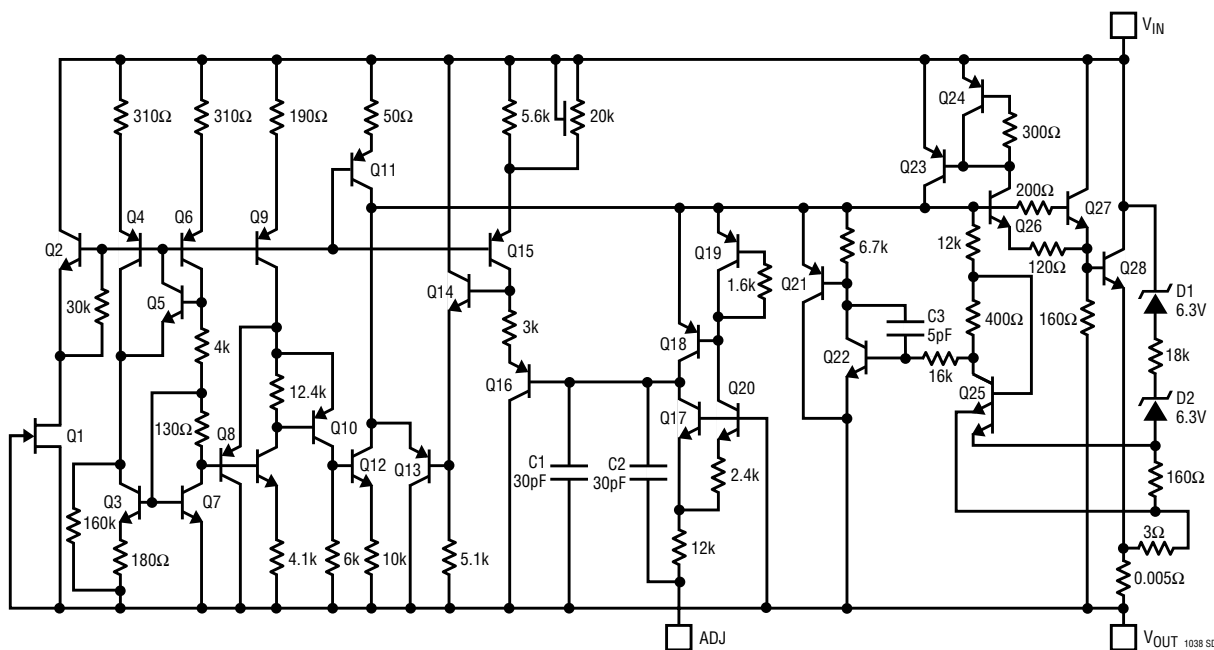 VIN
310Ω
310Ω
190Ω
50Ω
5.6k
20k
Q24
300Ω
Q11
Q23
200Ω
Q4
Q6
Q9
Q26
Q27
Q2
Q15
Q19
6.7k
12k
120Ω
Q28
Q5
Q14
1.6k
Q21
D1
6.3V
30k
C3
5pF
400Ω
160Ω
4k
3k
Q18
Q22
18k
16k
Q16
Q20
D2
6.3V
12.4k
Q25
Q1
130Ω
Q8
Q10
Q17
Q12
Q13
C1
30pF
C2
30pF
2.4k
160Ω
Q3
Q7
160k
3Ω
180Ω
4.1k
6k
10k
5.1k
12k
0.005Ω
ADJ
VOUT
1038 SD